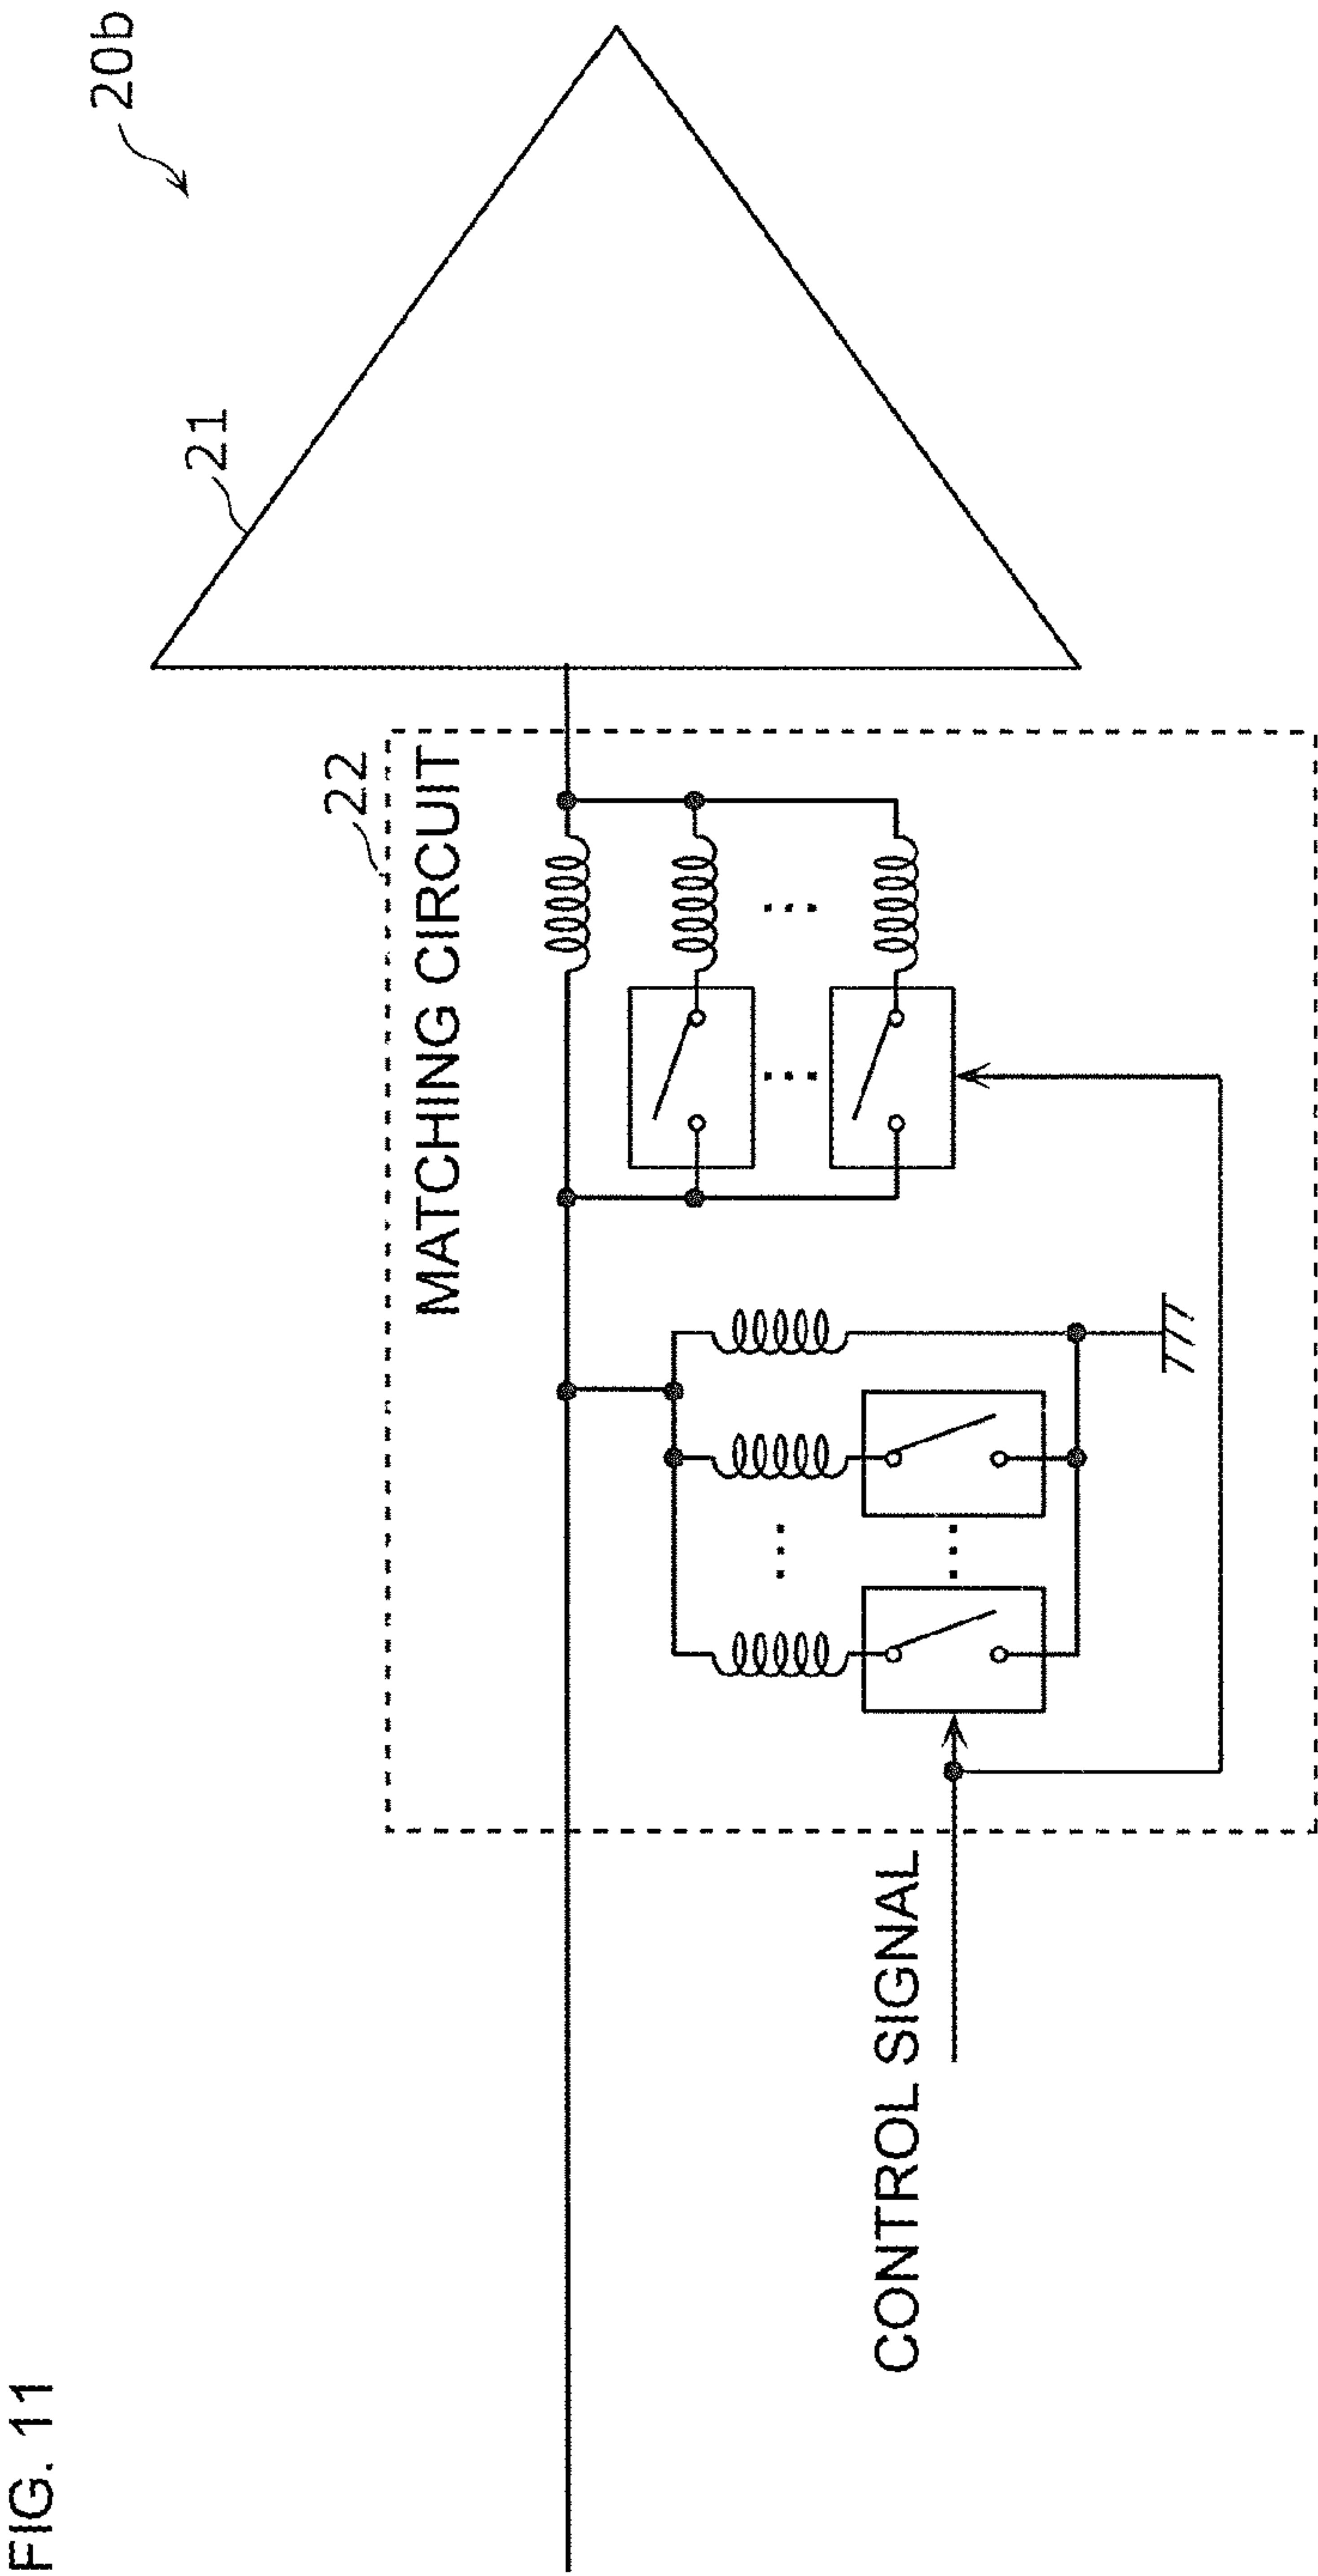 FIG. 11
20b
21
22
MATCHING CIRCUIT
CONTROL SIGNAL